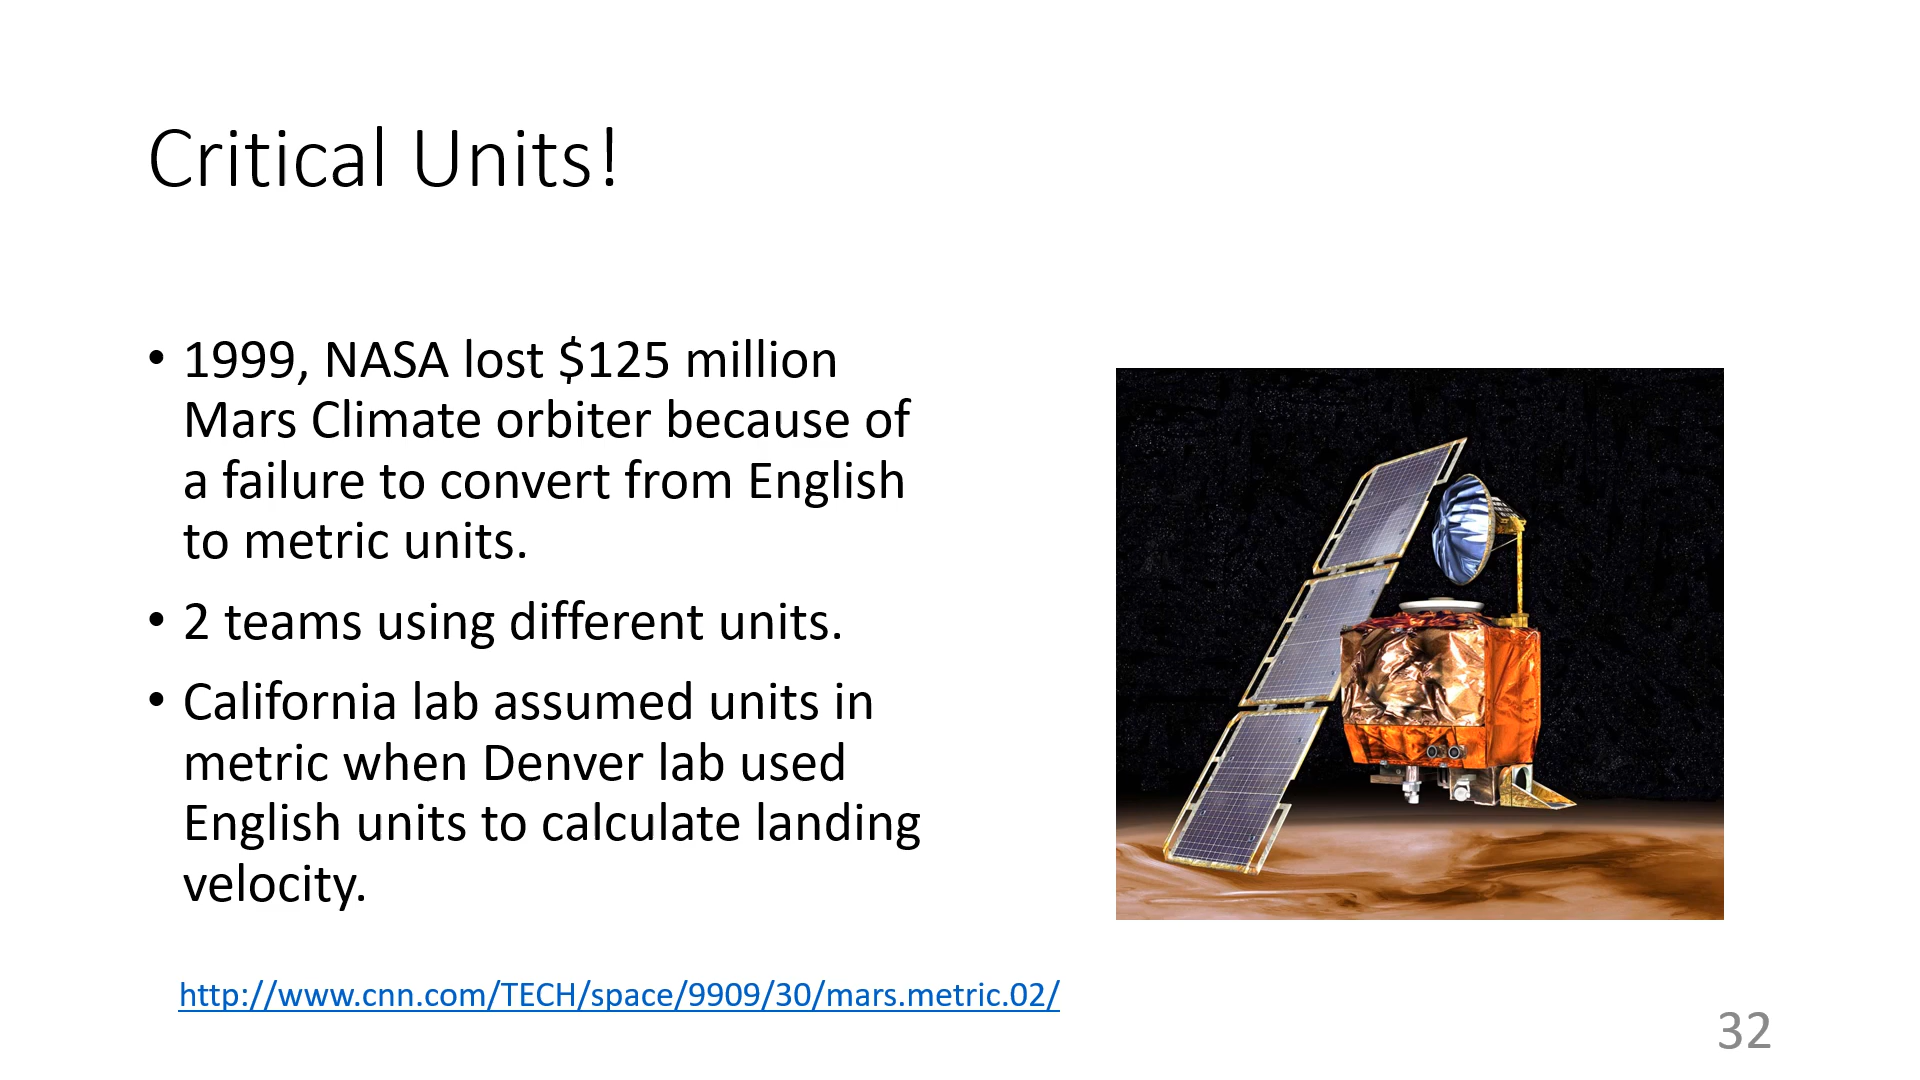 Critical Units!
• 1999, NASA lost $125 million
Mars Climate orbiter because of
a failure to convert from English
to metric units.
• 2 teams using different units.
• California lab assumed units in
metric when Denver lab used
English units to calculate landing
velocity.
http://www.cnn.com/TECH/space/9909/30/mars.metric.02/
32